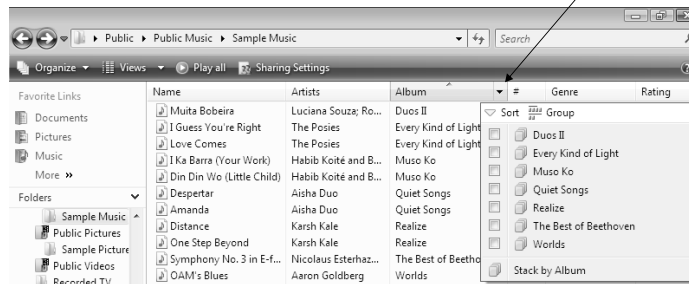 Public ▸ Public Music ▸ Sample Music
Search
Organize Views Play all Sharing Settings
Favorite Links
Documents
Pictures
Music
More »
Folders
Sample Music
Public Pictures
Sample Picture
Public Videos
Recorded TV
Name Artists Album # Genre Rating
Muita Bobeira Luciana Souza; Ro... Duos II
I Guess You're Right The Posies Every Kind of Light
Love Comes The Posies Every Kind of Light
I Ka Barra (Your Work) Habib Koité and B... Muso Ko
Din Din Wo (Little Child) Habib Koité and B... Muso Ko
Despertar Aisha Duo Quiet Songs
Amanda Aisha Duo Quiet Songs
Distance Karsh Kale Realize
One Step Beyond Karsh Kale Realize
Symphony No. 3 in E-f... Nicolaus Esterhaz... The Best of Beetho
OAM's Blues Aaron Goldberg Worlds
Sort Group
Duos II
Every Kind of Light
Muso Ko
Quiet Songs
Realize
The Best of Beethoven
Worlds
Stack by Album